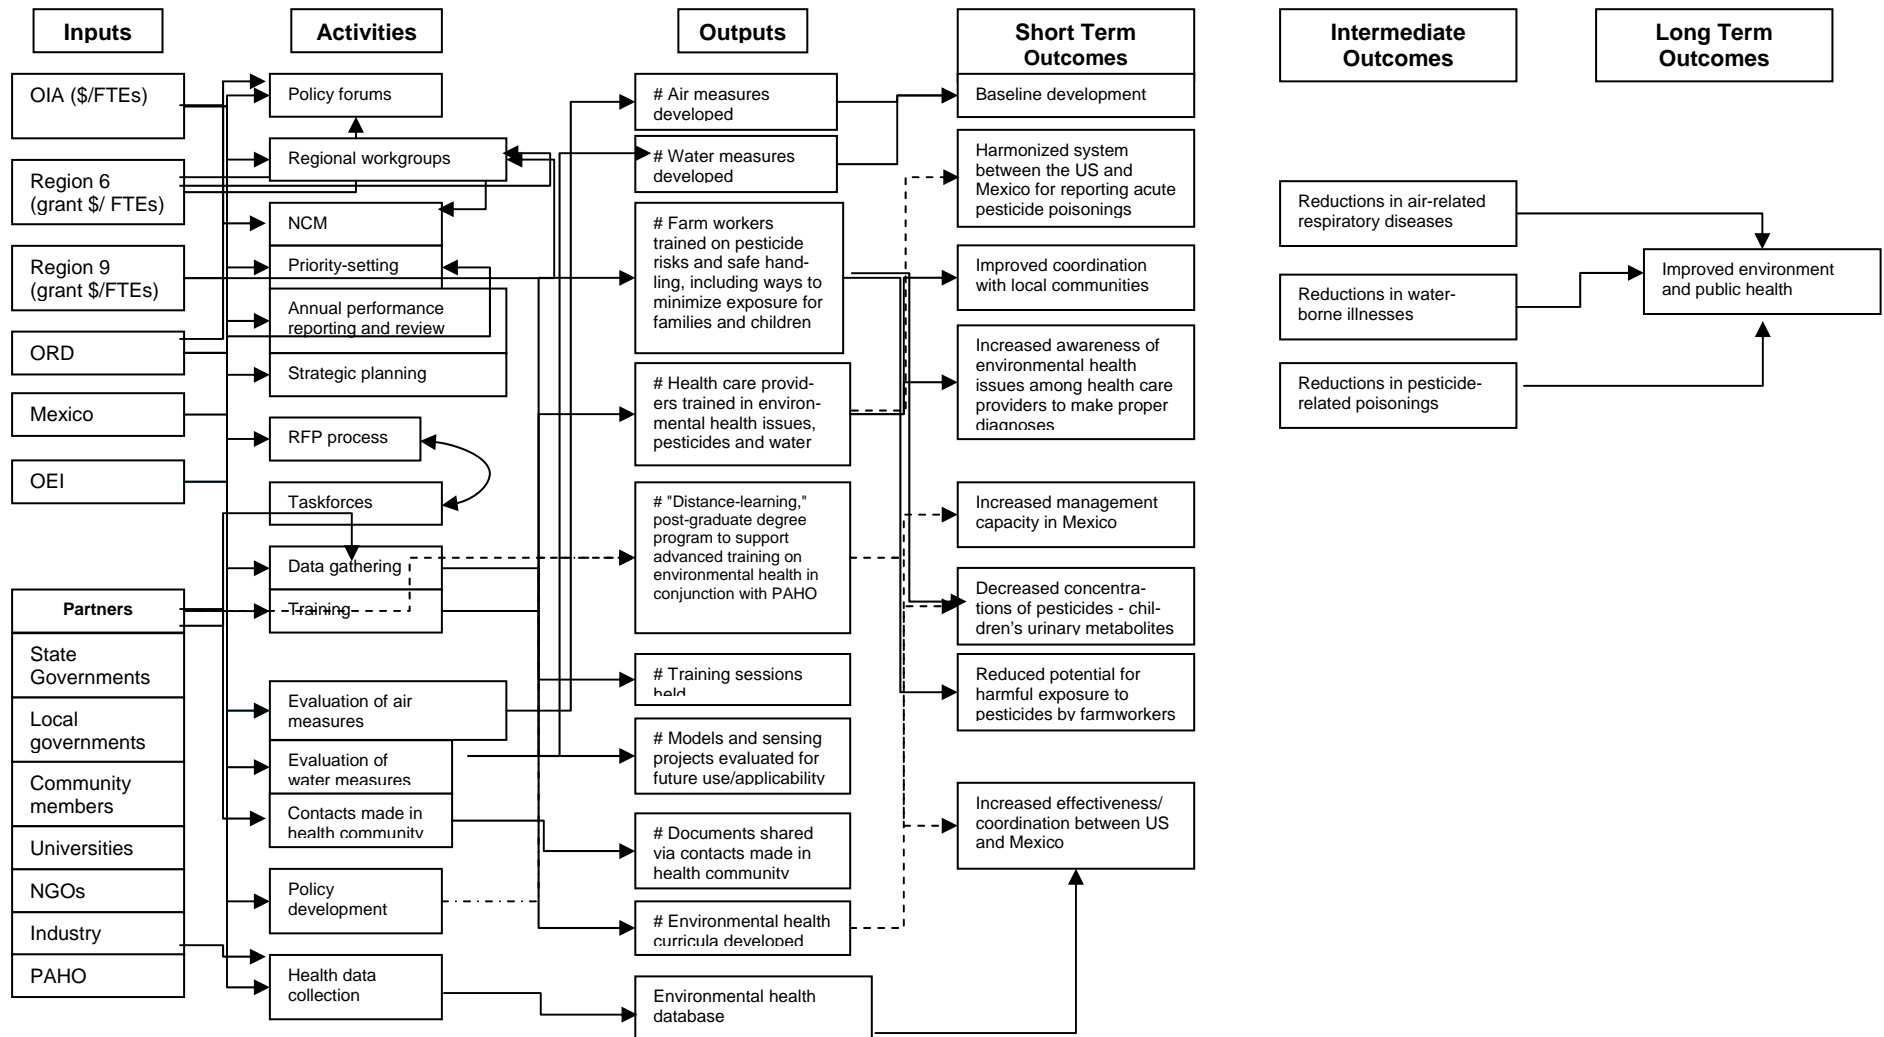 Inputs
Activities
Outputs
Short Term
Outcomes
Intermediate
Outcomes
Long Term
Outcomes
OIA ($/FTEs)
Region 6
(grant $/ FTEs)
Region 9
(grant $/FTEs)
ORD
Mexico
OEI
Partners
State
Governments
Local
governments
Community
members
Universities
NGOs
Industry
PAHO
Policy forums
Regional workgroups
NCM
Priority-setting
Annual performance
reporting and review
Strategic planning
RFP process
Taskforces
Data gathering
Training
Evaluation of air
measures
Evaluation of
water measures
Contacts made in
health community
Policy
development
Health data
collection
# Air measures
developed
# Water measures
developed
# Farm workers
trained on pesticide
risks and safe hand-
ling, including ways to
minimize exposure for
families and children
# Health care provid-
ers trained in environ-
mental health issues,
pesticides and water
# "Distance-learning,"
post-graduate degree
program to support
advanced training on
environmental health in
conjunction with PAHO
# Training sessions
held
# Models and sensing
projects evaluated for
future use/applicability
# Documents shared
via contacts made in
health community
# Environmental health
curricula developed
Environmental health
database
Baseline development
Harmonized system
between the US and
Mexico for reporting acute
pesticide poisonings
Improved coordination
with local communities
Increased awareness of
environmental health
issues among health care
providers to make proper
diagnoses
Increased management
capacity in Mexico
Decreased concentra-
tions of pesticides - chil-
dren's urinary metabolites
Reduced potential for
harmful exposure to
pesticides by farmworkers
Increased effectiveness/
coordination between US
and Mexico
Reductions in air-related
respiratory diseases
Reductions in water-
borne illnesses
Reductions in pesticide-
related poisonings
Improved environment
and public health